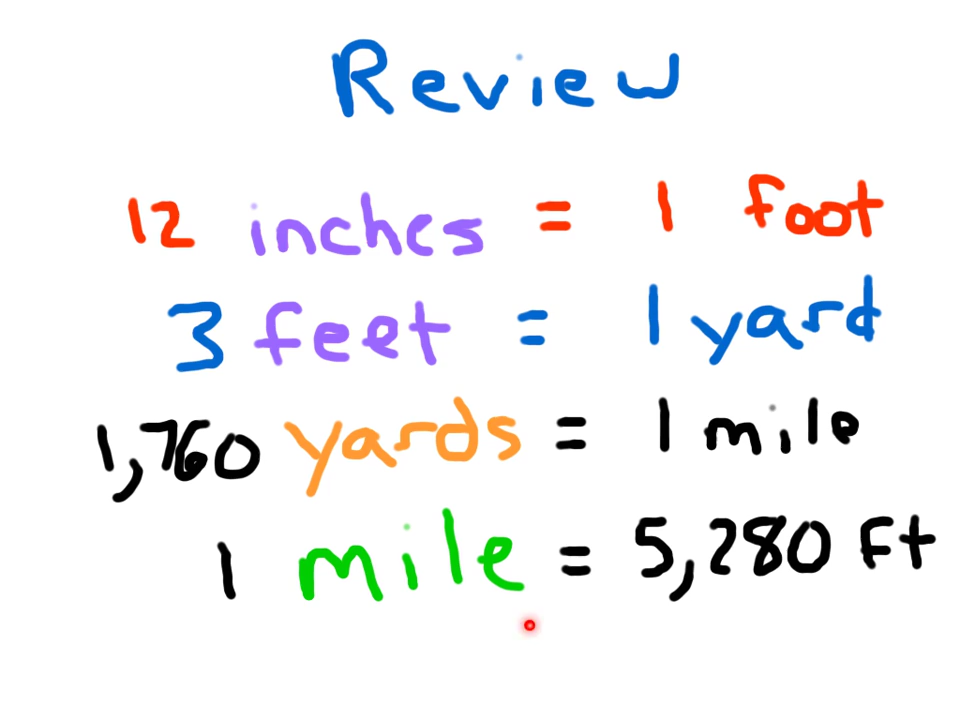 Review
12 inches = 1 foot
3 feet = 1 yard
1,760 yards = 1 mile
1 mile = 5,280 Ft